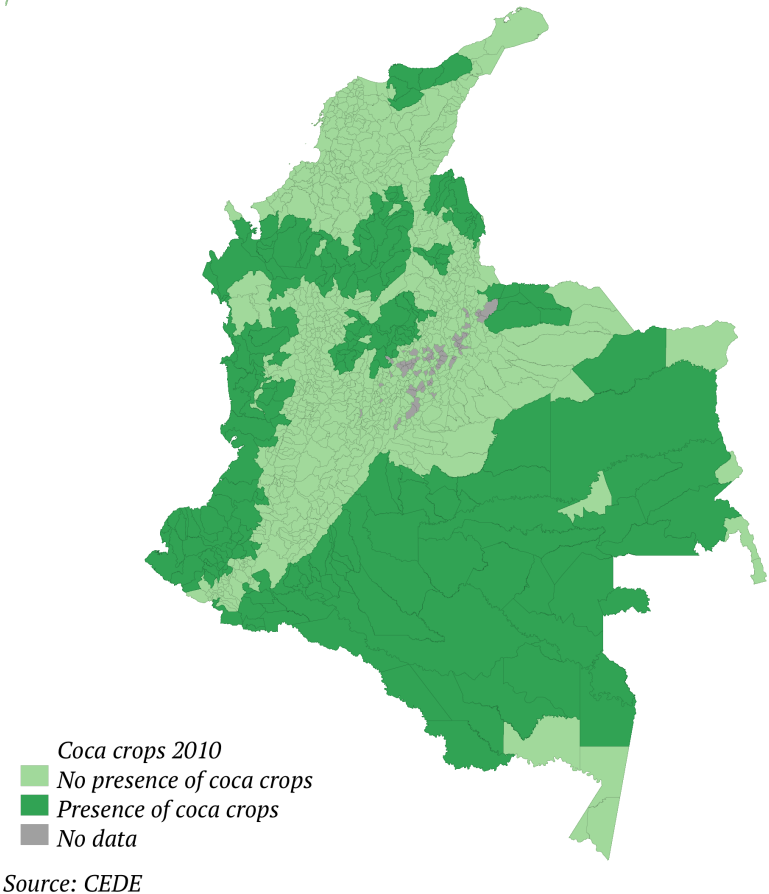 Coca crops 2010
No presence of coca crops
Presence of coca crops
No data
Source: CEDE